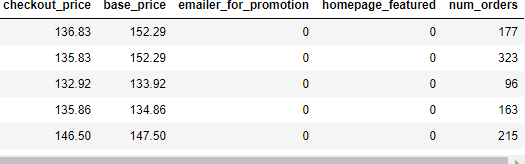 checkout_price base_price emailer_for_promotion homepage_featured num_orders
136.83 152.29 0 0 177
135.83 152.29 0 0 323
132.92 133.92 0 0 96
135.86 134.86 0 0 163
146.50 147.50 0 0 215